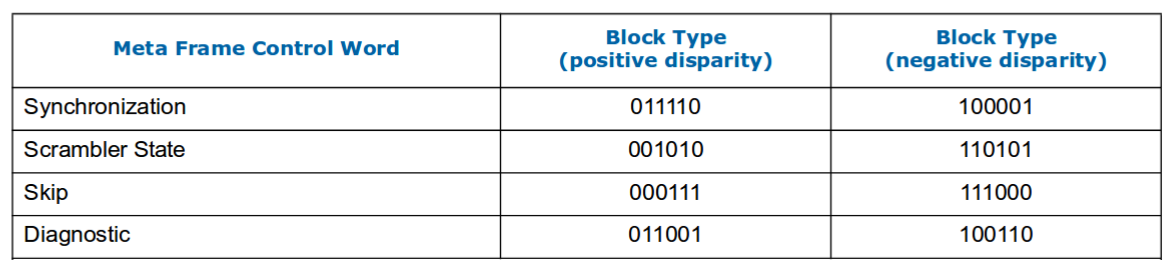 Meta Frame Control Word
Block Type
(positive disparity)
Block Type
(negative disparity)
Synchronization 011110 100001
Scrambler State 001010 110101
Skip 000111 111000
Diagnostic 011001 100110